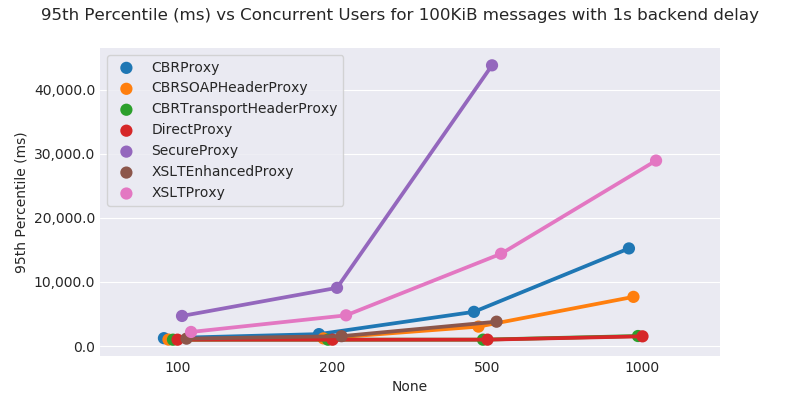 95th Percentile (ms) vs Concurrent Users for 100KiB messages with 1s backend delay
CBRProxy
CBRSOAPHeaderProxy
CBRTransportHeaderProxy
DirectProxy
SecureProxy
XSLTEnhancedProxy
XSLTProxy
95th Percentile (ms)
40,000.0
30,000.0
20,000.0
10,000.0
0.0
100 200 500 1000
None